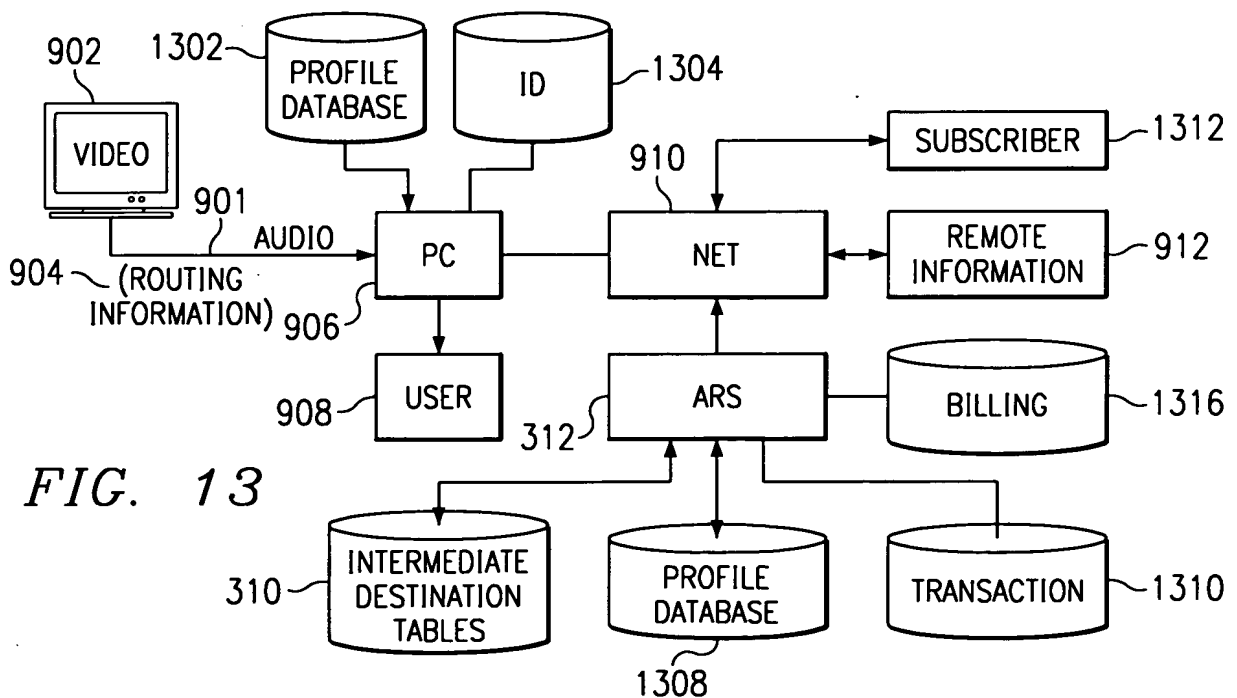 1302
902
PROFILE
DATABASE
ID
1304
VIDEO
910
SUBSCRIBER
1312
901
AUDIO
PC
NET
REMOTE
INFORMATION
912
904
(ROUTING
INFORMATION)
906
USER
908
ARS
312
BILLING
1316
FIG. 13
INTERMEDIATE
DESTINATION
TABLES
310
PROFILE
DATABASE
1308
TRANSACTION
1310